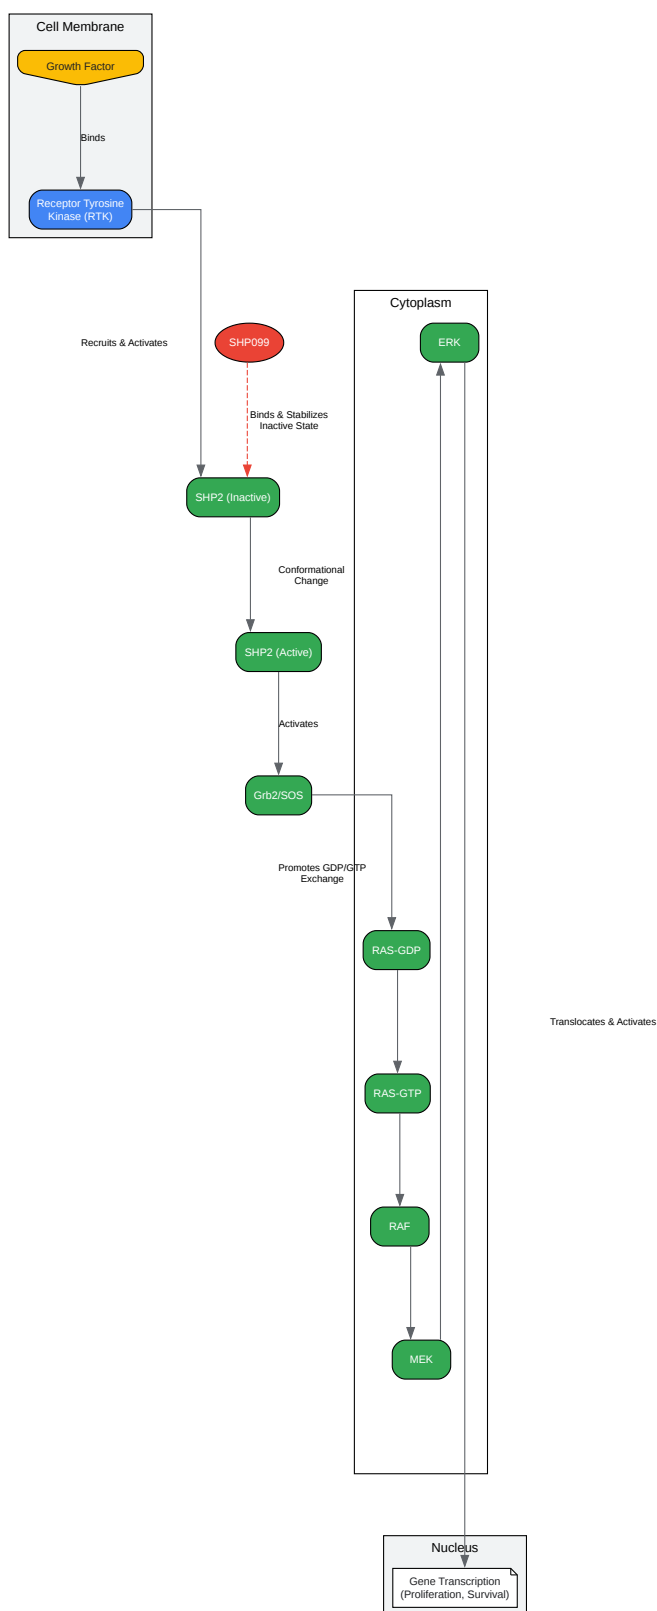 Cell Membrane
Growth Factor
Binds
Receptor Tyrosine
Kinase (RTK)
Cytoplasm
Recruits & Activates
SHP099
ERK
Binds & Stabilizes
Inactive State
SHP2 (Inactive)
Conformational
Change
SHP2 (Active)
Activates
Grb2/SOS
Promotes GDP/GTP
Exchange
RAS-GDP
Translocates & Activates
RAS-GTP
RAF
MEK
Nucleus
Gene Transcription
(Proliferation, Survival)